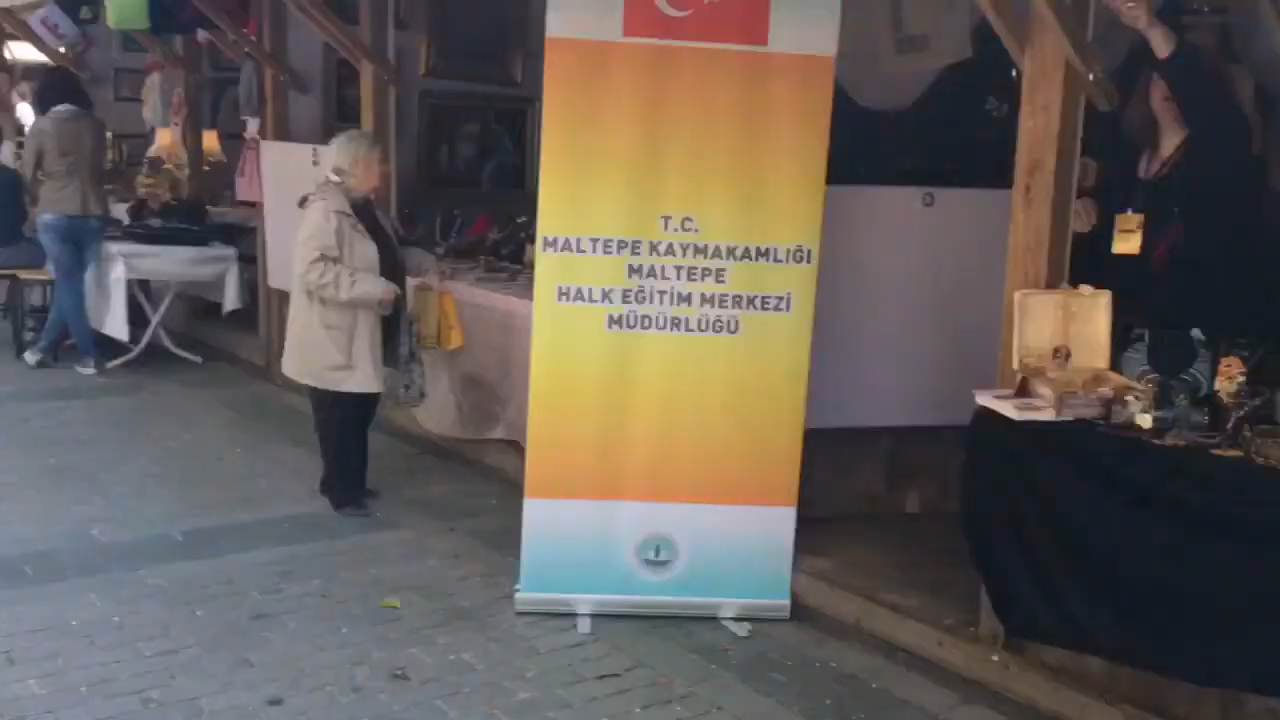 T.C.
MALTEPE KAYMAKAMLIĞI
MALTEPE
HALK EĞİTİM MERKEZİ
MÜDÜRLÜĞÜ